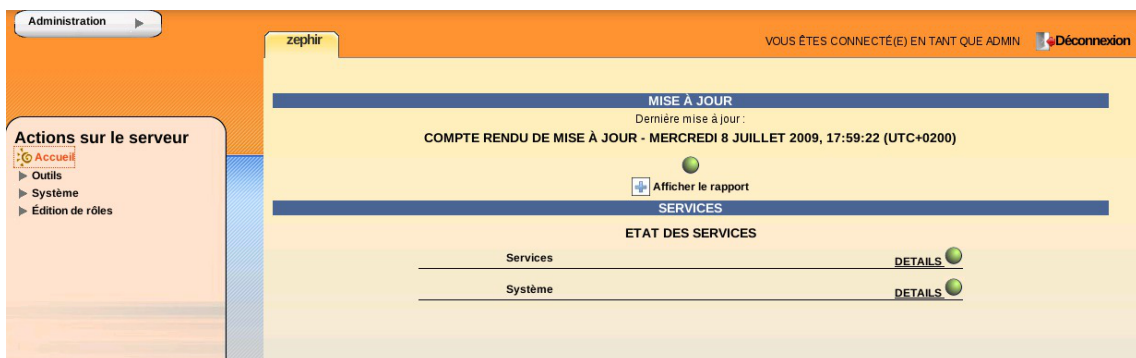 Administration
zephir
VOUS ÊTES CONNECTÉ(E) EN TANT QUE ADMIN
Déconnexion
Actions sur le serveur
Accueil
Outils
Système
Édition de rôles
MISE À JOUR
Dernière mise à jour :
COMPTE RENDU DE MISE À JOUR - MERCREDI 8 JUILLET 2009, 17:59:22 (UTC+0200)
Afficher le rapport
SERVICES
ETAT DES SERVICES
Services DETAILS
Système DETAILS